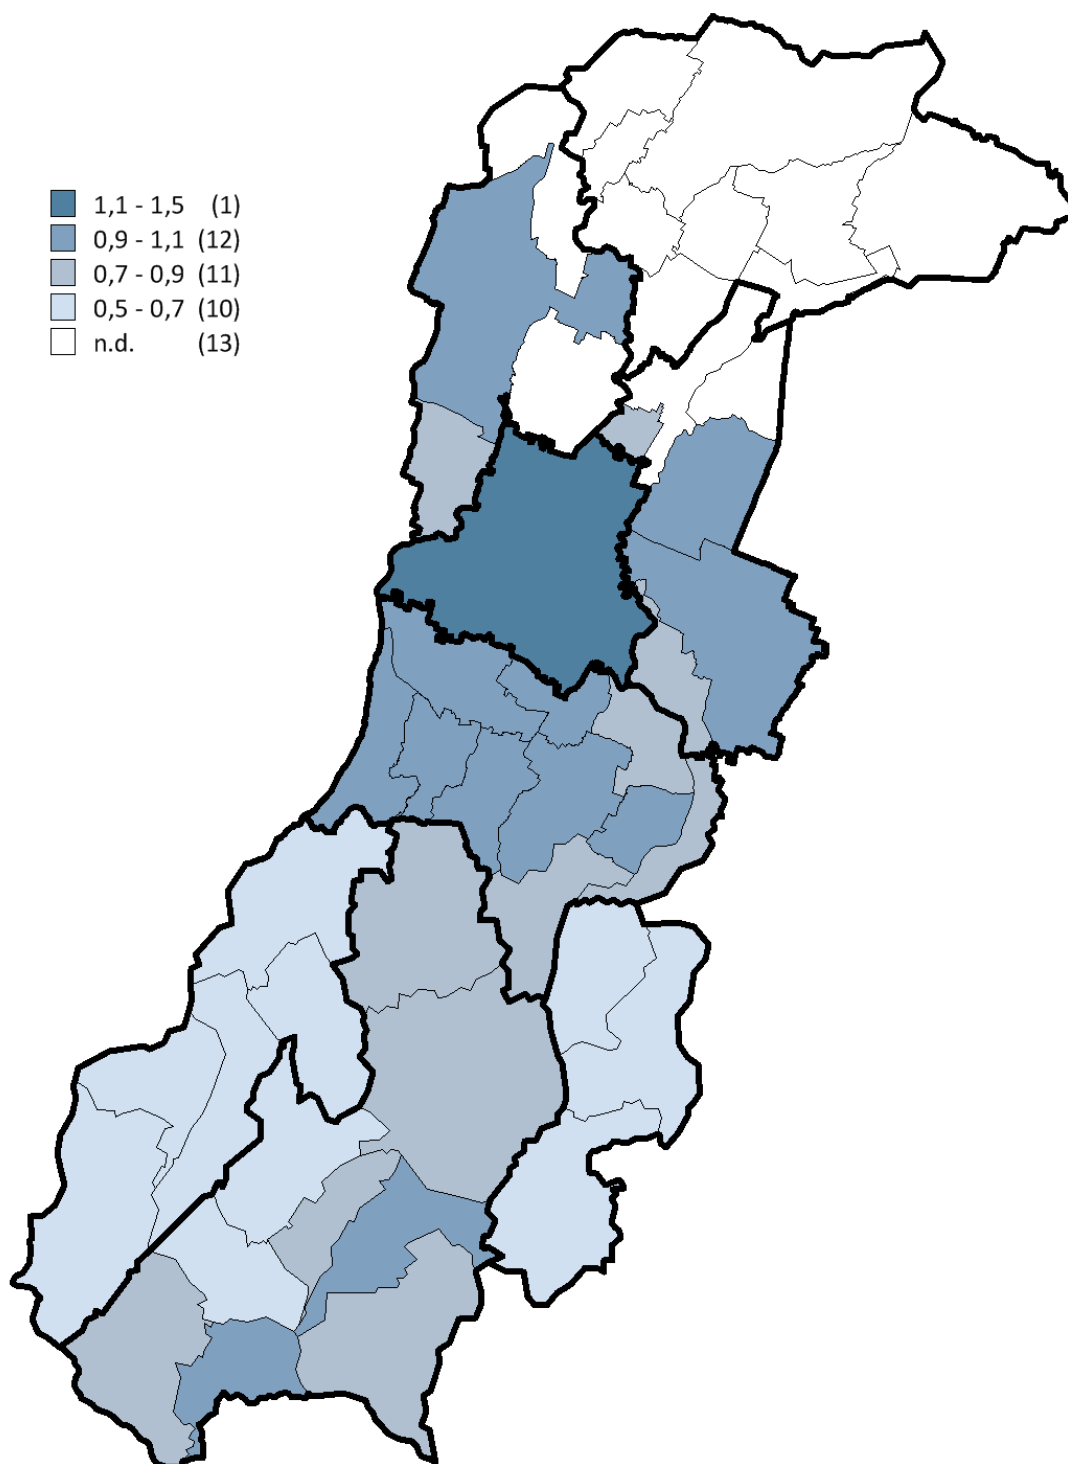 1,1 - 1,5 (1)
0,9 - 1,1 (12)
0,7 - 0,9 (11)
0,5 - 0,7 (10)
n.d. (13)